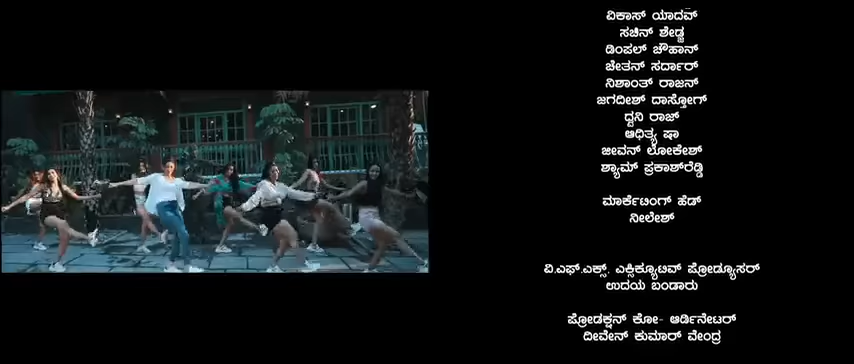 ವಿಕಾಸ್ ಯಾದವ್
ಸಚಿನ್ ಶೇಡ್ಜ
ಡಿಂಪಲ್ ಚೌಹಾನ್
ಚೇತನ್ ಸರ್ದಾರ್
ನಿಶಾಂತ್ ರಾಜನ್
ಜಗದೀಶ್ ದಾಸ್ತೋಗ್
ಧ್ವನಿ ರಾಜ್
ಆಧಿತ್ಯ ಷಾ
ಜೀವನ್ ಲೋಕೇಶ್
ಶ್ಯಾಮ್ ಪ್ರಕಾಶ್‌ರೆಡ್ಡಿ
ಮಾರ್ಕೆಟಿಂಗ್ ಹೆಡ್
ನೀಲೇಶ್
ವಿ.ಎಫ್.ಎಕ್ಸ್. ಎಕ್ಸಿಕ್ಯೂಟಿವ್ ಪ್ರೋಡ್ಯೂಸರ್
ಉದಯ ಬಂಡಾರು
ಪ್ರೋಡಕ್ಷನ್ ಕೋ- ಆರ್ಡಿನೇಟರ್
ದೀವೇನ್ ಕುಮಾರ್ ವೇಂದ್ರ